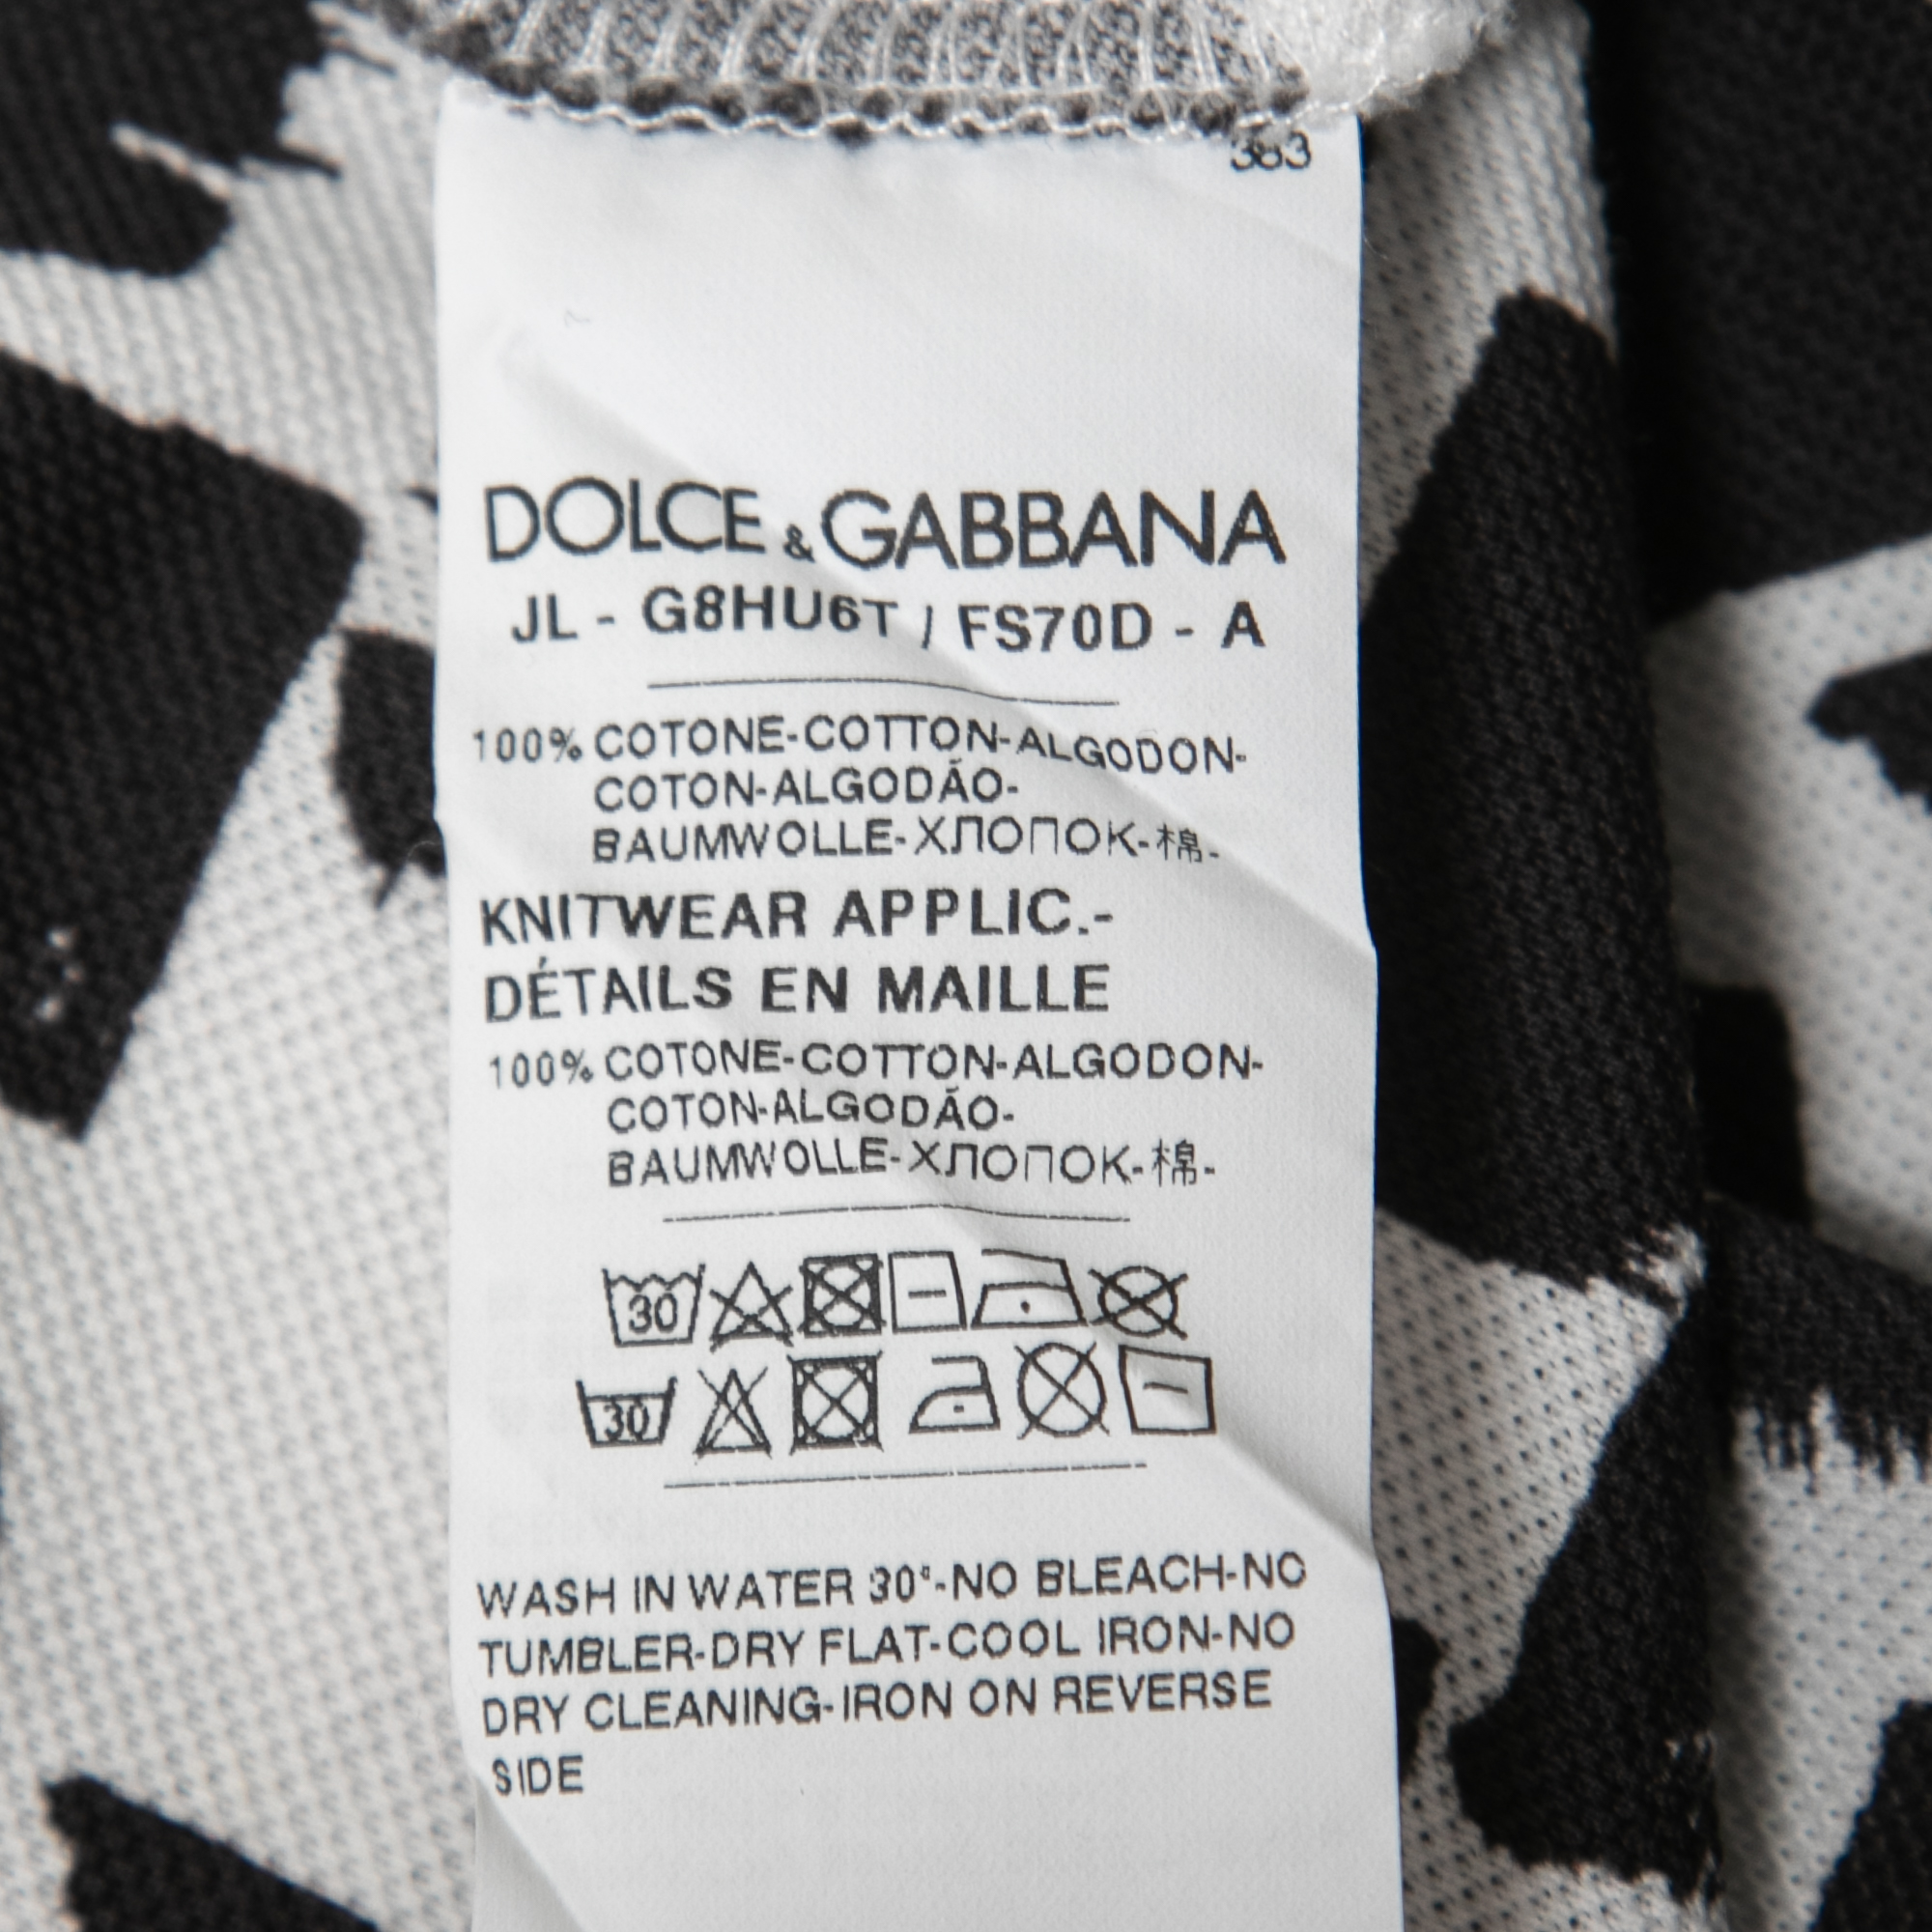 383
DOLCE & GABBANA
JL - G8HU6T / FS70D - A
100% COTONE-COTTON-ALGODON-
COTON-ALGODÃO-
BAUMWOLLE-ХЛОПОК-棉-
KNITWEAR APPLIC.-
DÉTAILS EN MAILLE
100% COTONE-COTTON-ALGODON-
COTON-ALGODÃO-
BAUMWOLLE-ХЛОПОК-棉-
30
30
WASH IN WATER 30°-NO BLEACH-NO
TUMBLER-DRY FLAT-COOL IRON-NO
DRY CLEANING-IRON ON REVERSE
SIDE